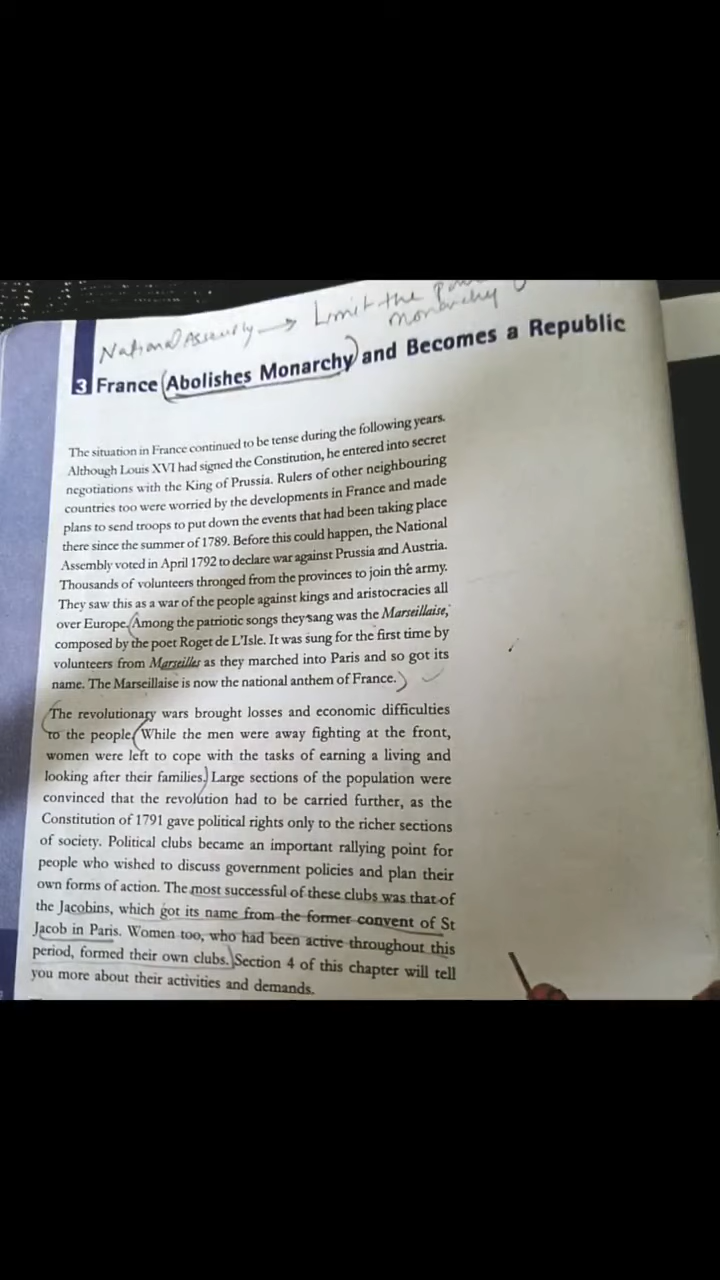 National Assembly → Limit the
monarchy
3 France Abolishes Monarchy and Becomes a Republic
The situation in France continued to be tense during the following years.
Although Louis XVI had signed the Constitution, he entered into secret
negotiations with the King of Prussia. Rulers of other neighbouring
countries too were worried by the developments in France and made
plans to send troops to put down the events that had been taking place
there since the summer of 1789. Before this could happen, the National
Assembly voted in April 1792 to declare war against Prussia and Austria.
Thousands of volunteers thronged from the provinces to join the army.
They saw this as a war of the people against kings and aristocracies all
over Europe. Among the patriotic songs they sang was the Marseillaise,
composed by the poet Roget de L'Isle. It was sung for the first time by
volunteers from Marseilles as they marched into Paris and so got its
name. The Marseillaise is now the national anthem of France.
The revolutionary wars brought losses and economic difficulties
to the people. While the men were away fighting at the front,
women were left to cope with the tasks of earning a living and
looking after their families. Large sections of the population were
convinced that the revolution had to be carried further, as the
Constitution of 1791 gave political rights only to the richer sections
of society. Political clubs became an important rallying point for
people who wished to discuss government policies and plan their
own forms of action. The most successful of these clubs was that of
the Jacobins, which got its name from the former convent of St
Jacob in Paris. Women too, who had been active throughout this
period, formed their own clubs. Section 4 of this chapter will tell
you more about their activities and demands.